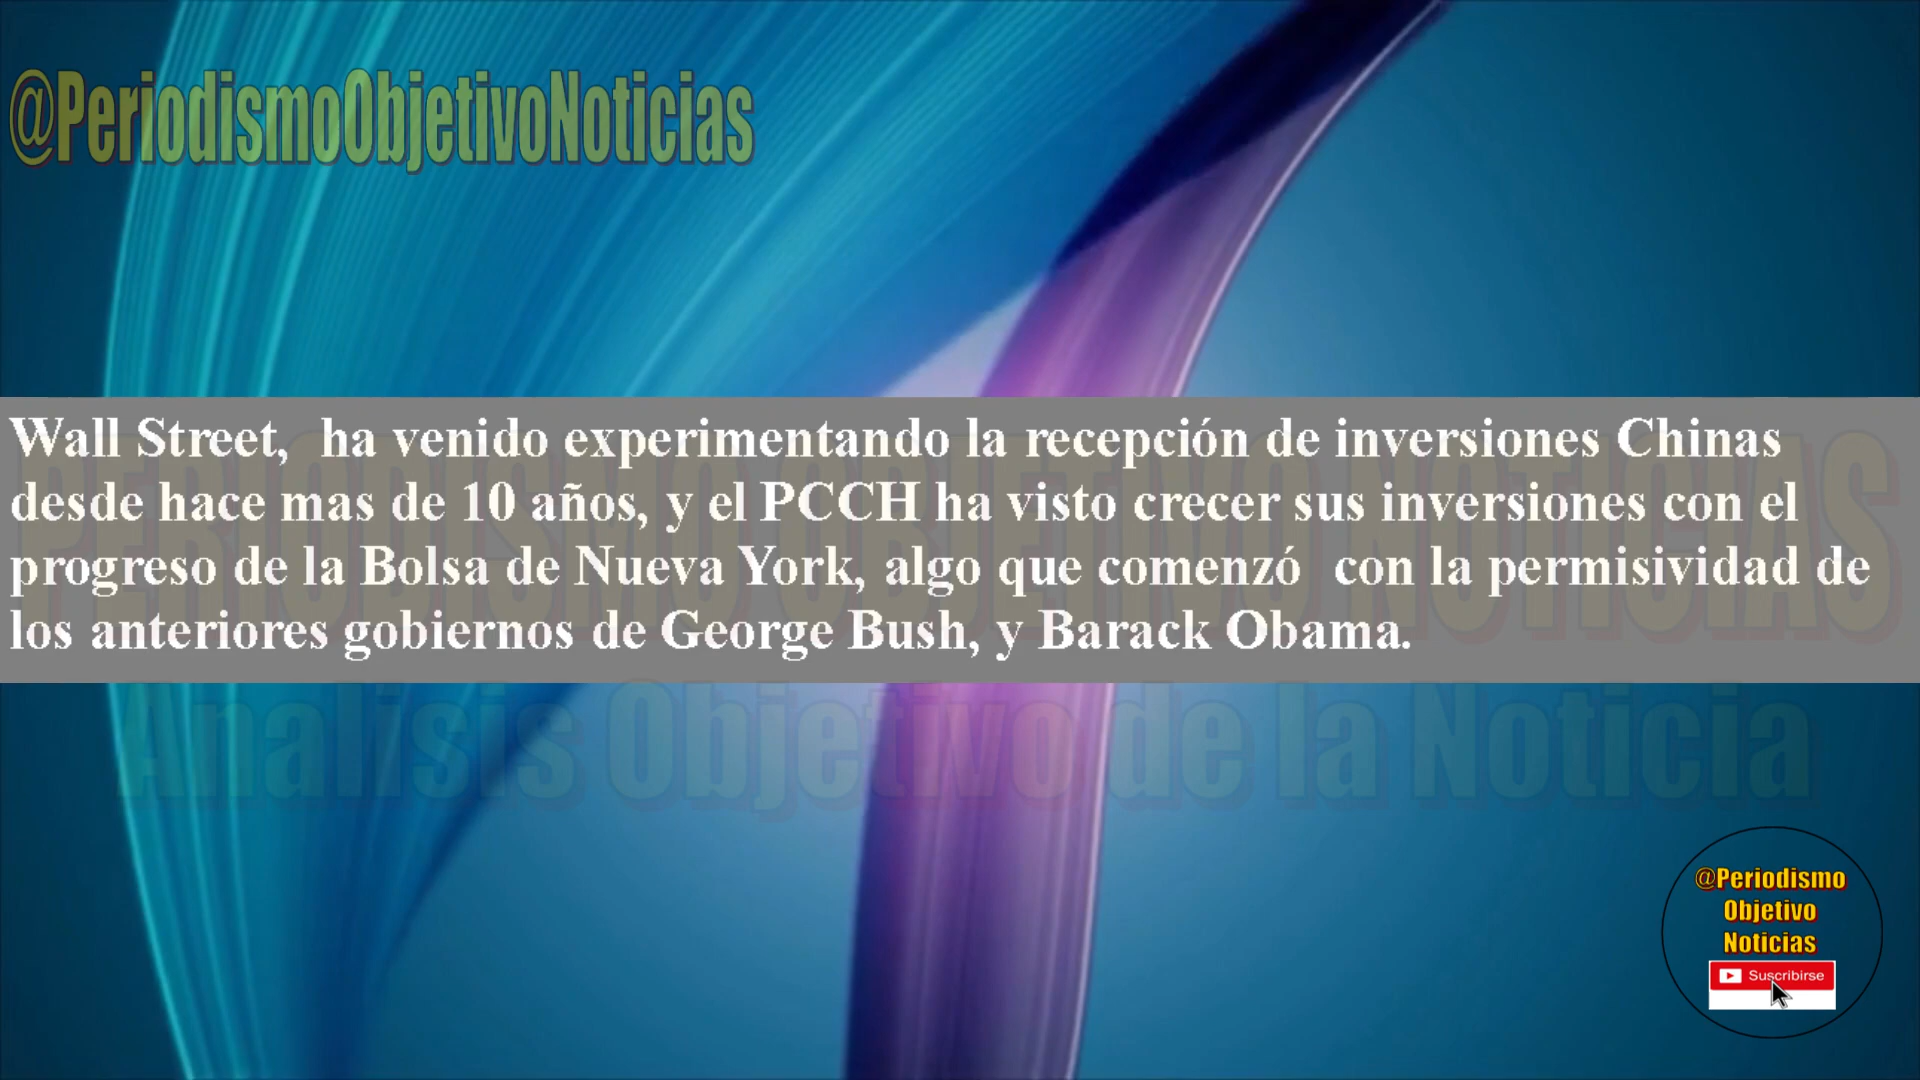 @PeriodismoObjetivoNoticias
Wall Street,  ha venido experimentando la recepción de inversiones Chinas
desde hace mas de 10 años, y el PCCH ha visto crecer sus inversiones con el
progreso de la Bolsa de Nueva York, algo que comenzó  con la permisividad de
los anteriores gobiernos de George Bush, y Barack Obama.
PERIODISMO OBJETIVO NOTICIAS
Analisis Objetivo de la Noticia
@Periodismo
Objetivo
Noticias
Suscribirse